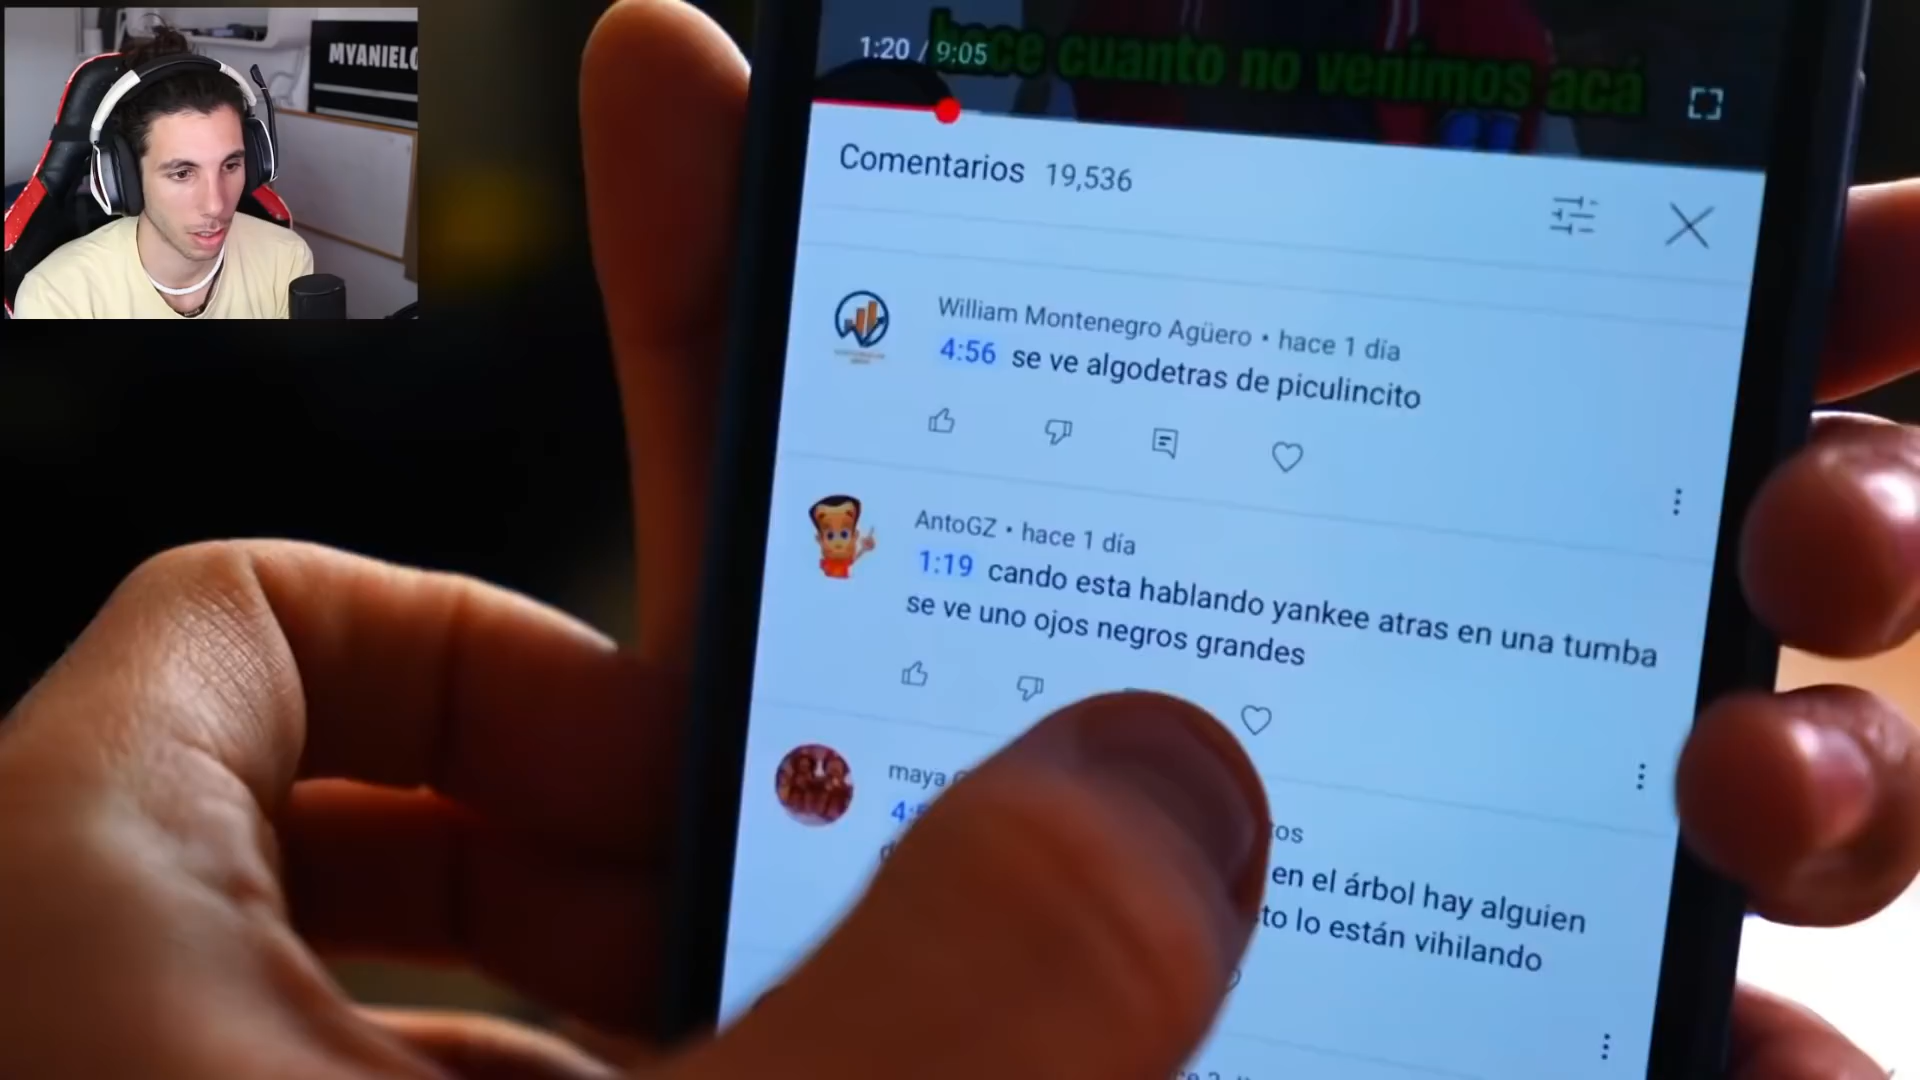 MYANIELO
1:20 / 9:05
hace cuanto no venimos acá
Comentarios 19,536
William Montenegro Agüero • hace 1 día
4:56 se ve algodetras de piculincito
AntoGZ • hace 1 día
1:19 cando esta hablando yankee atras en una tumba
se ve uno ojos negros grandes
maya
en el árbol hay alguien
lo están vihilando